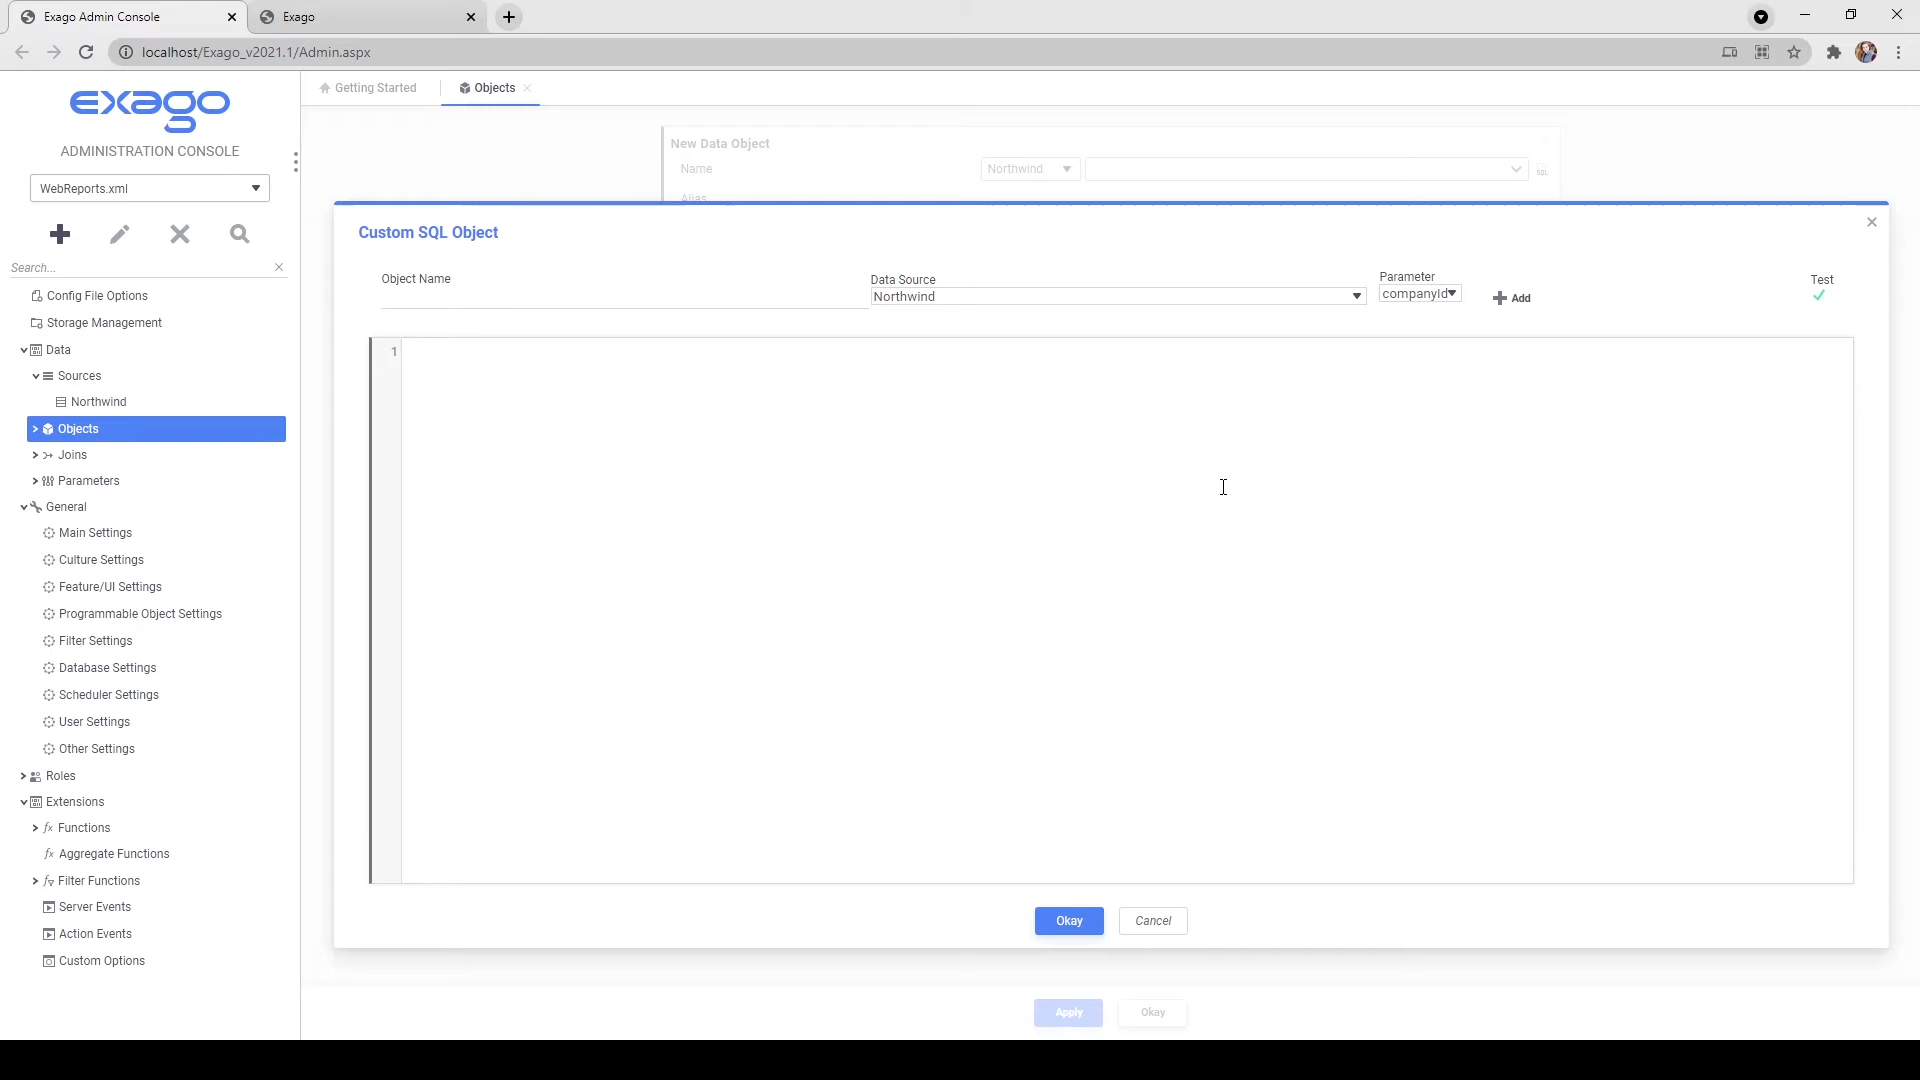 Exago Admin Console
Exago
localhost/Exago_v2021.1/Admin.aspx
exago
ADMINISTRATION CONSOLE
WebReports.xml
Search...
Config File Options
Storage Management
Data
Sources
Northwind
Objects
Joins
Parameters
General
Main Settings
Culture Settings
Feature/UI Settings
Programmable Object Settings
Filter Settings
Database Settings
Scheduler Settings
User Settings
Other Settings
Roles
Extensions
fx Functions
fx Aggregate Functions
Filter Functions
Server Events
Action Events
Custom Options
Getting Started
Objects
New Data Object
Name
Northwind
SQL
Alias
Custom SQL Object
Object Name
Data Source
Northwind
Parameter
companyId
Add
Test
1
Okay
Cancel
Apply
Okay